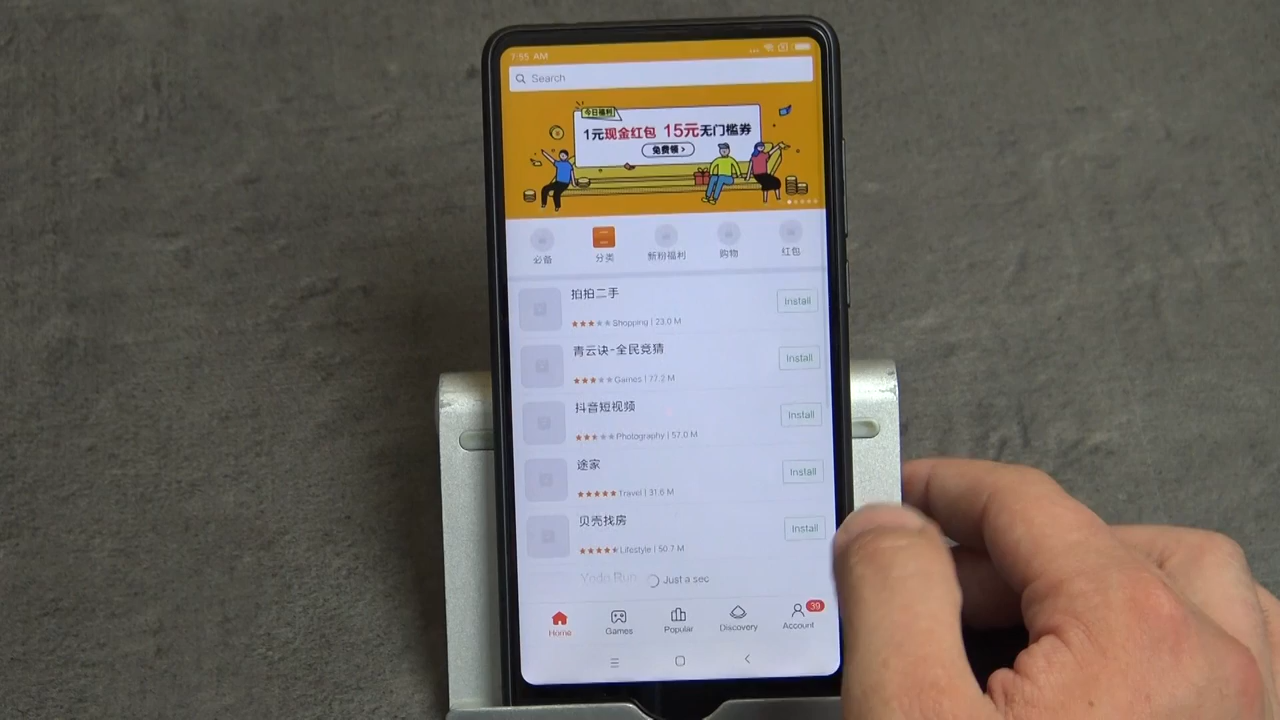 7:55 AM
Search
今日福利
1元现金红包 15元无门槛券
免费领 >
必备
分类
新粉福利
购物
红包
拍拍二手
Install
★★★★★ Shopping | 23.0 M
青云诀-全民竞猜
Install
★★★★★ Games | 77.2 M
抖音短视频
Install
★★★★★ Photography | 57.0 M
途家
Install
★★★★★ Travel | 31.6 M
贝壳找房
Install
★★★★★ Lifestyle | 50.7 M
Yodo Run
Just a sec
39
Home
Games
Popular
Discovery
Account